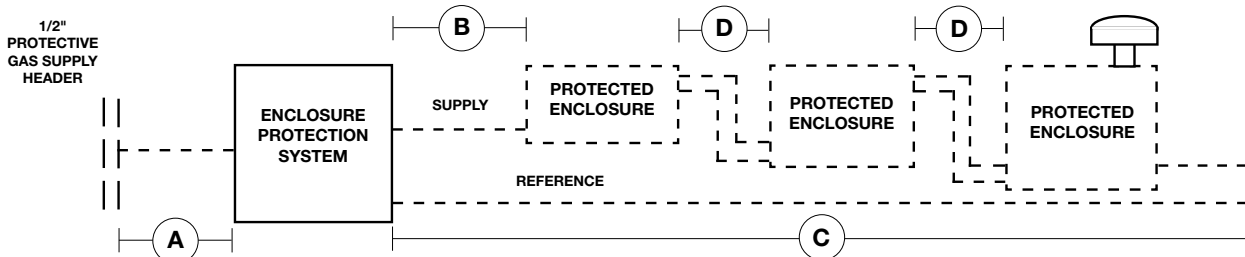 1/2"
PROTECTIVE
GAS SUPPLY
HEADER
A
ENCLOSURE
PROTECTION
SYSTEM
B
SUPPLY
REFERENCE
PROTECTED
ENCLOSURE
D
PROTECTED
ENCLOSURE
D
PROTECTED
ENCLOSURE
C